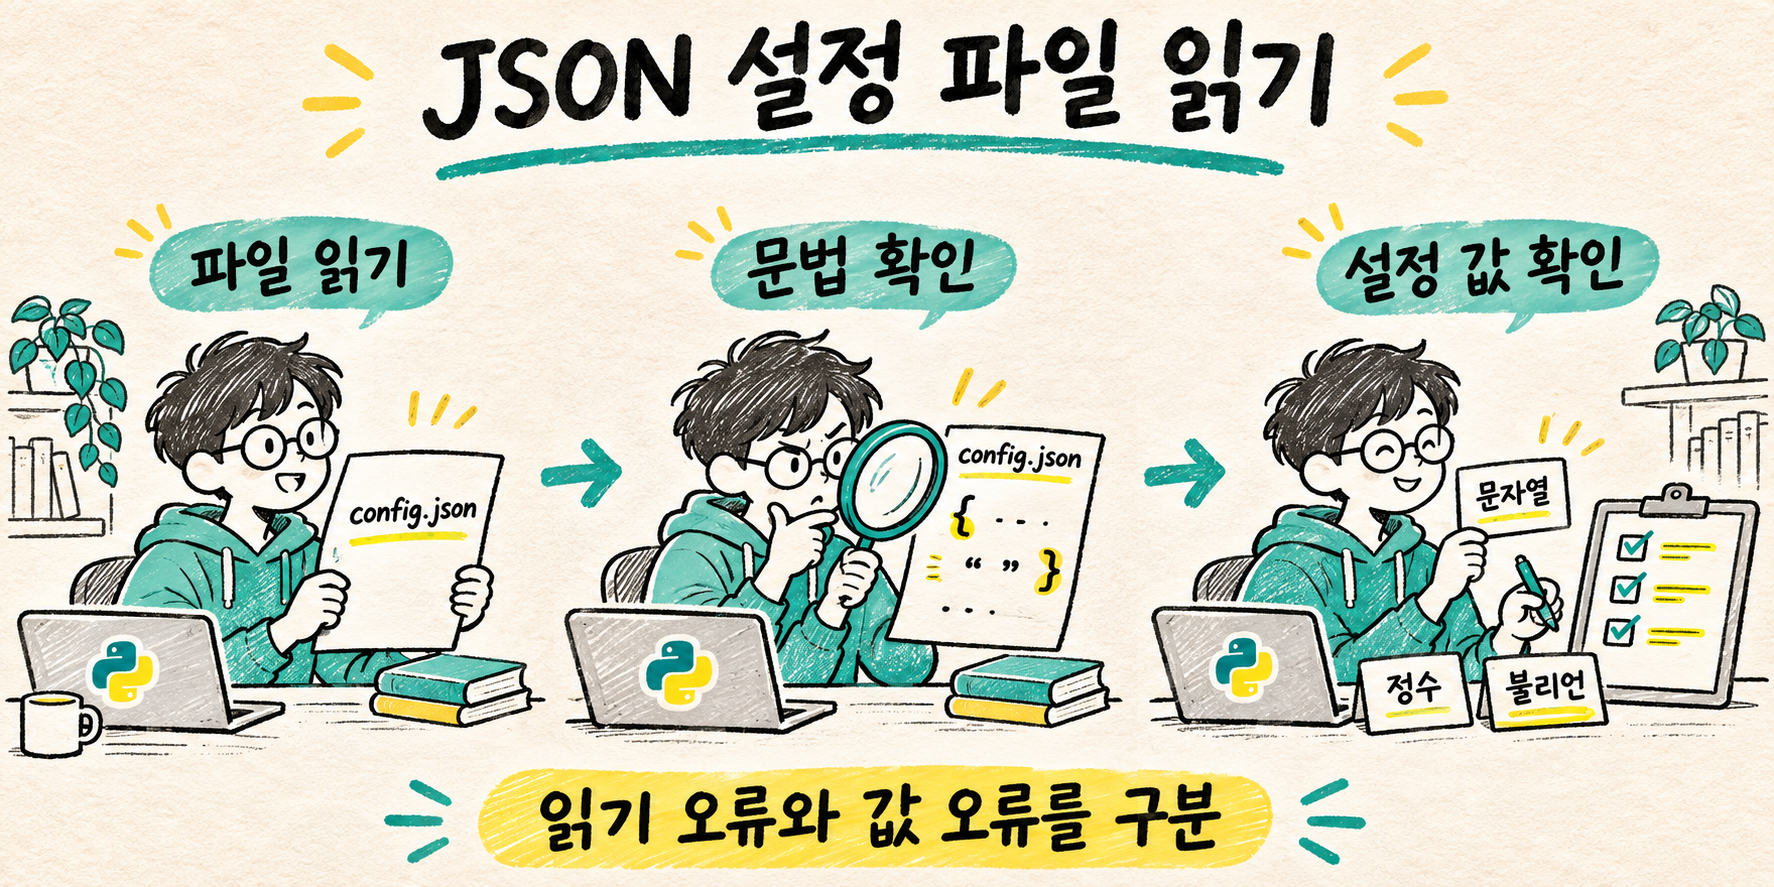 JSON 설정 파일 읽기
파일 읽기
문법 확인
설정 값 확인
config.json
config.json
{ ...
“ ” }
...
문자열
정수
불리언
읽기 오류와 값 오류를 구분